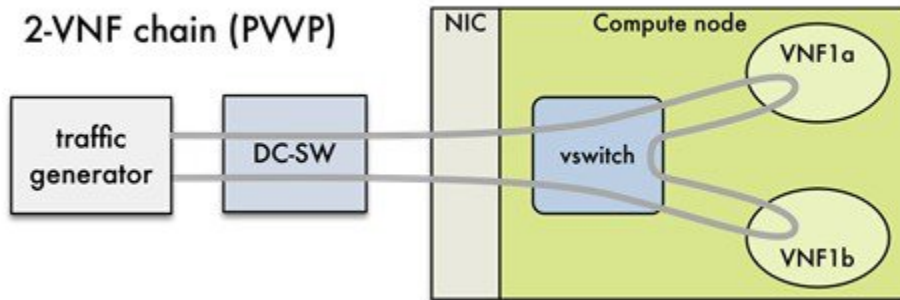 2-VNF chain (PVVP)
NIC
Compute node
VNF1a
traffic
generator
DC-SW
vswitch
VNF1b